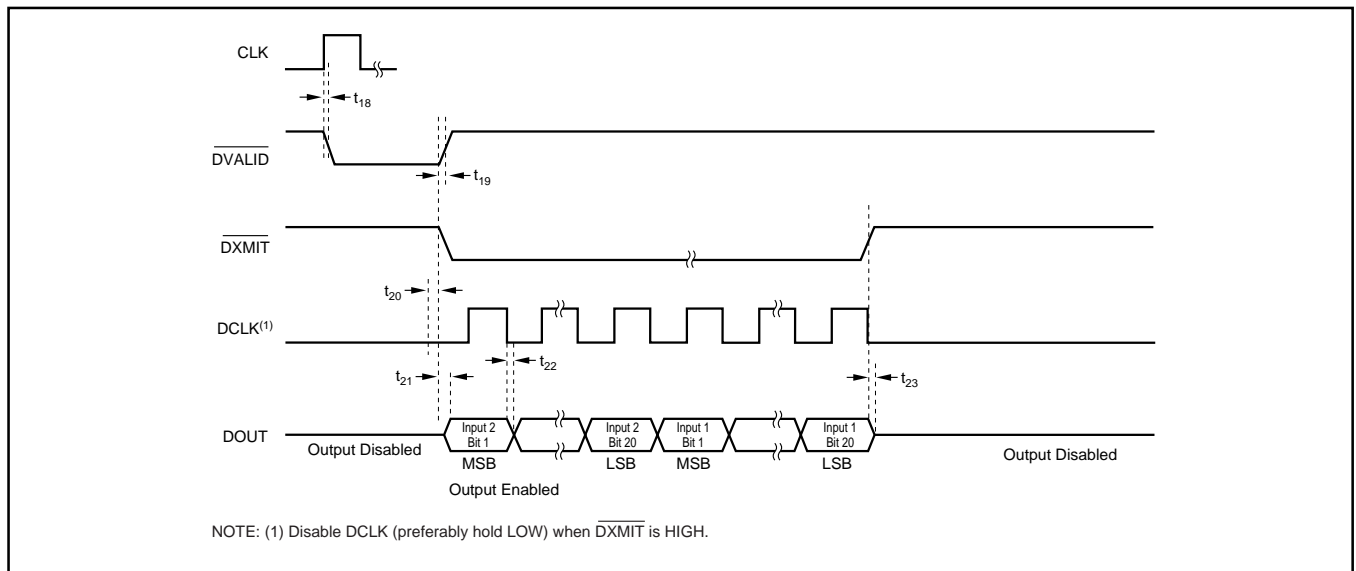 CLK
t18
DVALID
t19
DXMIT
t20
DCLK(1)
t22
t21
t23
DOUT
Output Disabled
Input 2
Bit 1
Input 2
Bit 20
Input 1
Bit 1
Input 1
Bit 20
Output Disabled
MSB
LSB
MSB
LSB
Output Enabled
NOTE: (1) Disable DCLK (preferably hold LOW) when DXMIT is HIGH.